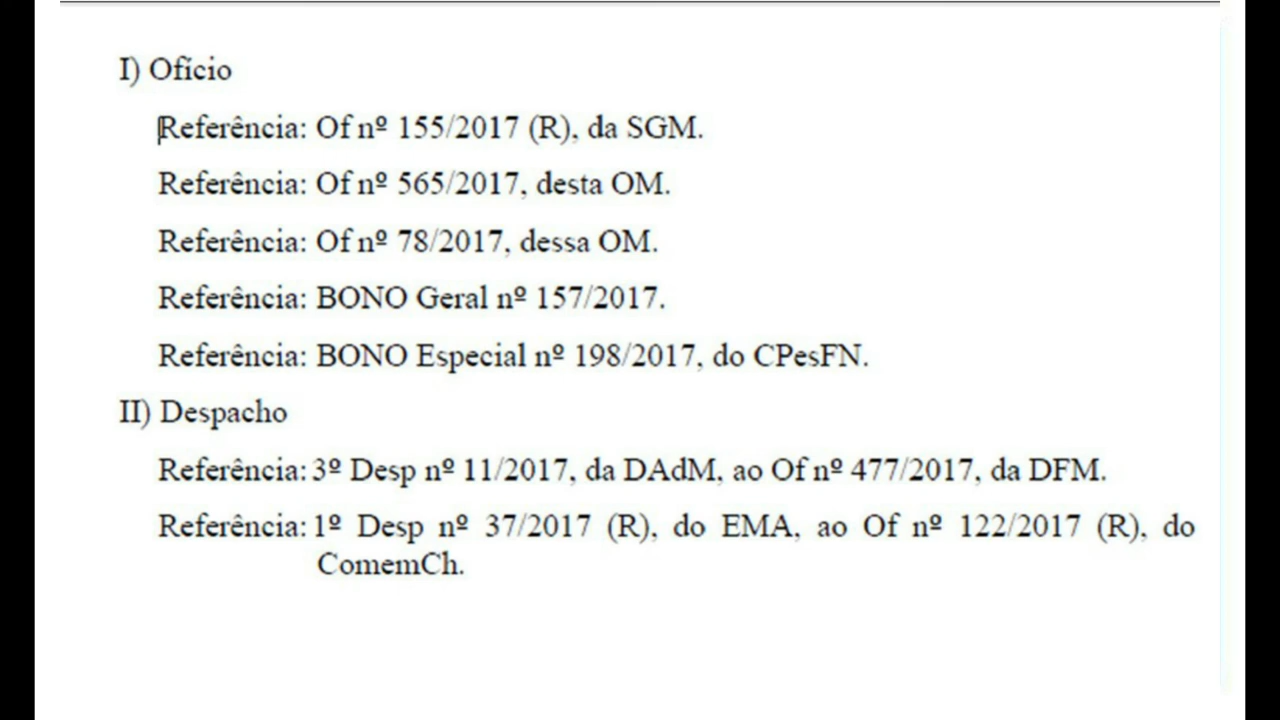 I) Ofício
Referência: Of nº 155/2017 (R), da SGM.
Referência: Of nº 565/2017, desta OM.
Referência: Of nº 78/2017, dessa OM.
Referência: BONO Geral nº 157/2017.
Referência: BONO Especial nº 198/2017, do CPesFN.
II) Despacho
Referência: 3º Desp nº 11/2017, da DAdM, ao Of nº 477/2017, da DFM.
Referência: 1º Desp nº 37/2017 (R), do EMA, ao Of nº 122/2017 (R), do
ComemCh.